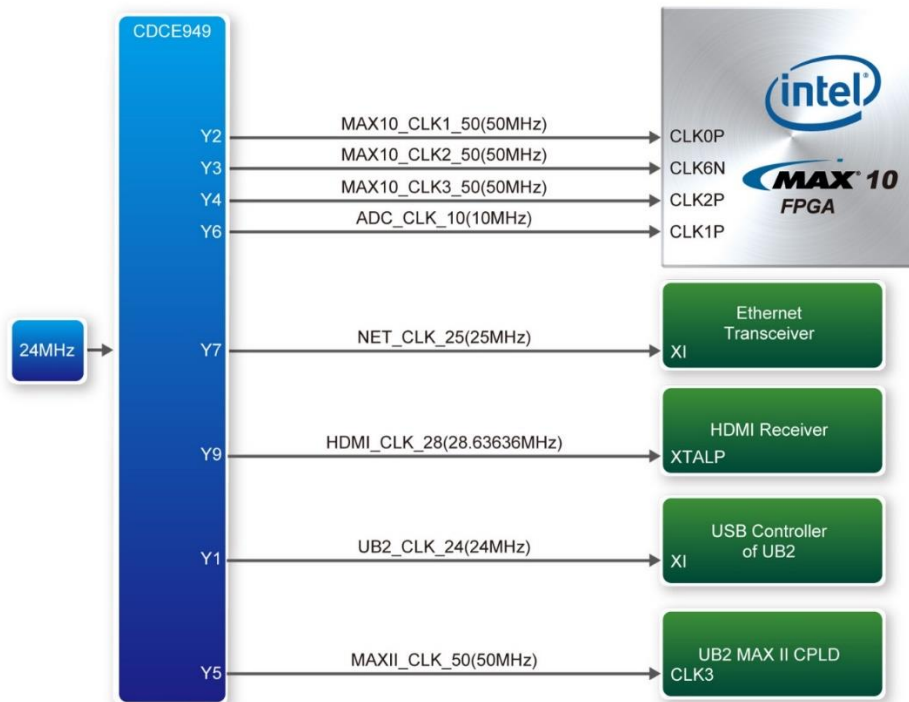 CDCE949
intel
MAX 10
FPGA
Y2 MAX10_CLK1_50(50MHz) CLK0P
Y3 MAX10_CLK2_50(50MHz) CLK6N
Y4 MAX10_CLK3_50(50MHz) CLK2P
Y6 ADC_CLK_10(10MHz) CLK1P
Ethernet
Transceiver
24MHz Y7 NET_CLK_25(25MHz) XI
HDMI Receiver
Y9 HDMI_CLK_28(28.63636MHz) XTALP
USB Controller
of UB2
Y1 UB2_CLK_24(24MHz) XI
UB2 MAX II CPLD
Y5 MAXII_CLK_50(50MHz) CLK3